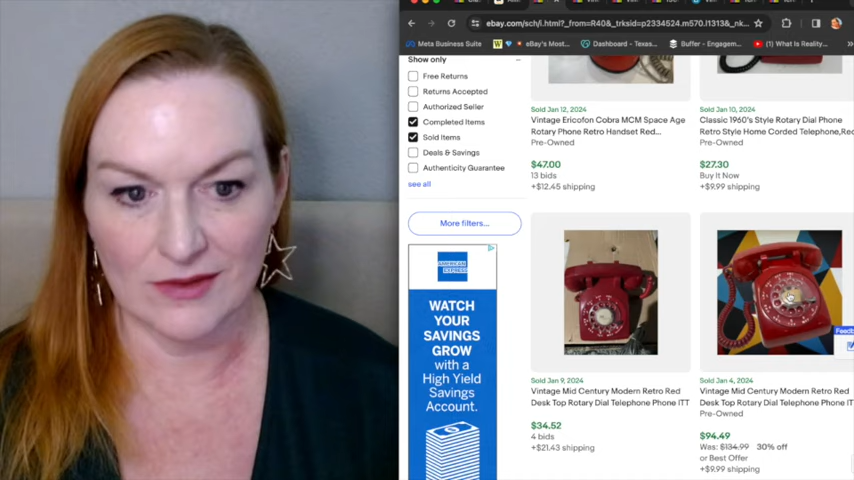 ebay.com/sch/i.html?_from=R40&_trksid=p2334524.m570.l1313&_nk...
Meta Business Suite
W
eBay's Most...
Dashboard - Texas...
Buffer - Engagem...
(1) What Is Reality...
Show only
Free Returns
Returns Accepted
Authorized Seller
Completed Items
Sold Items
Deals & Savings
Authenticity Guarantee
see all
More filters...
AMERICAN
EXPRESS
WATCH
YOUR
SAVINGS
GROW
with a
High Yield
Savings
Account.
Sold Jan 12, 2024
Vintage Ericofon Cobra MCM Space Age
Rotary Phone Retro Handset Red...
Pre-Owned
$47.00
13 bids
+$12.45 shipping
Sold Jan 10, 2024
Classic 1960's Style Rotary Dial Phone
Retro Style Home Corded Telephone,Red
Pre-Owned
$27.30
Buy It Now
+$9.99 shipping
Sold Jan 9, 2024
Vintage Mid Century Modern Retro Red
Desk Top Rotary Dial Telephone Phone ITT
$34.52
4 bids
+$21.43 shipping
Sold Jan 4, 2024
Vintage Mid Century Modern Retro Red
Desk Top Rotary Dial Telephone Phone IT
Pre-Owned
$94.49
Was: $134.99 30% off
or Best Offer
+$9.99 shipping
Feedb